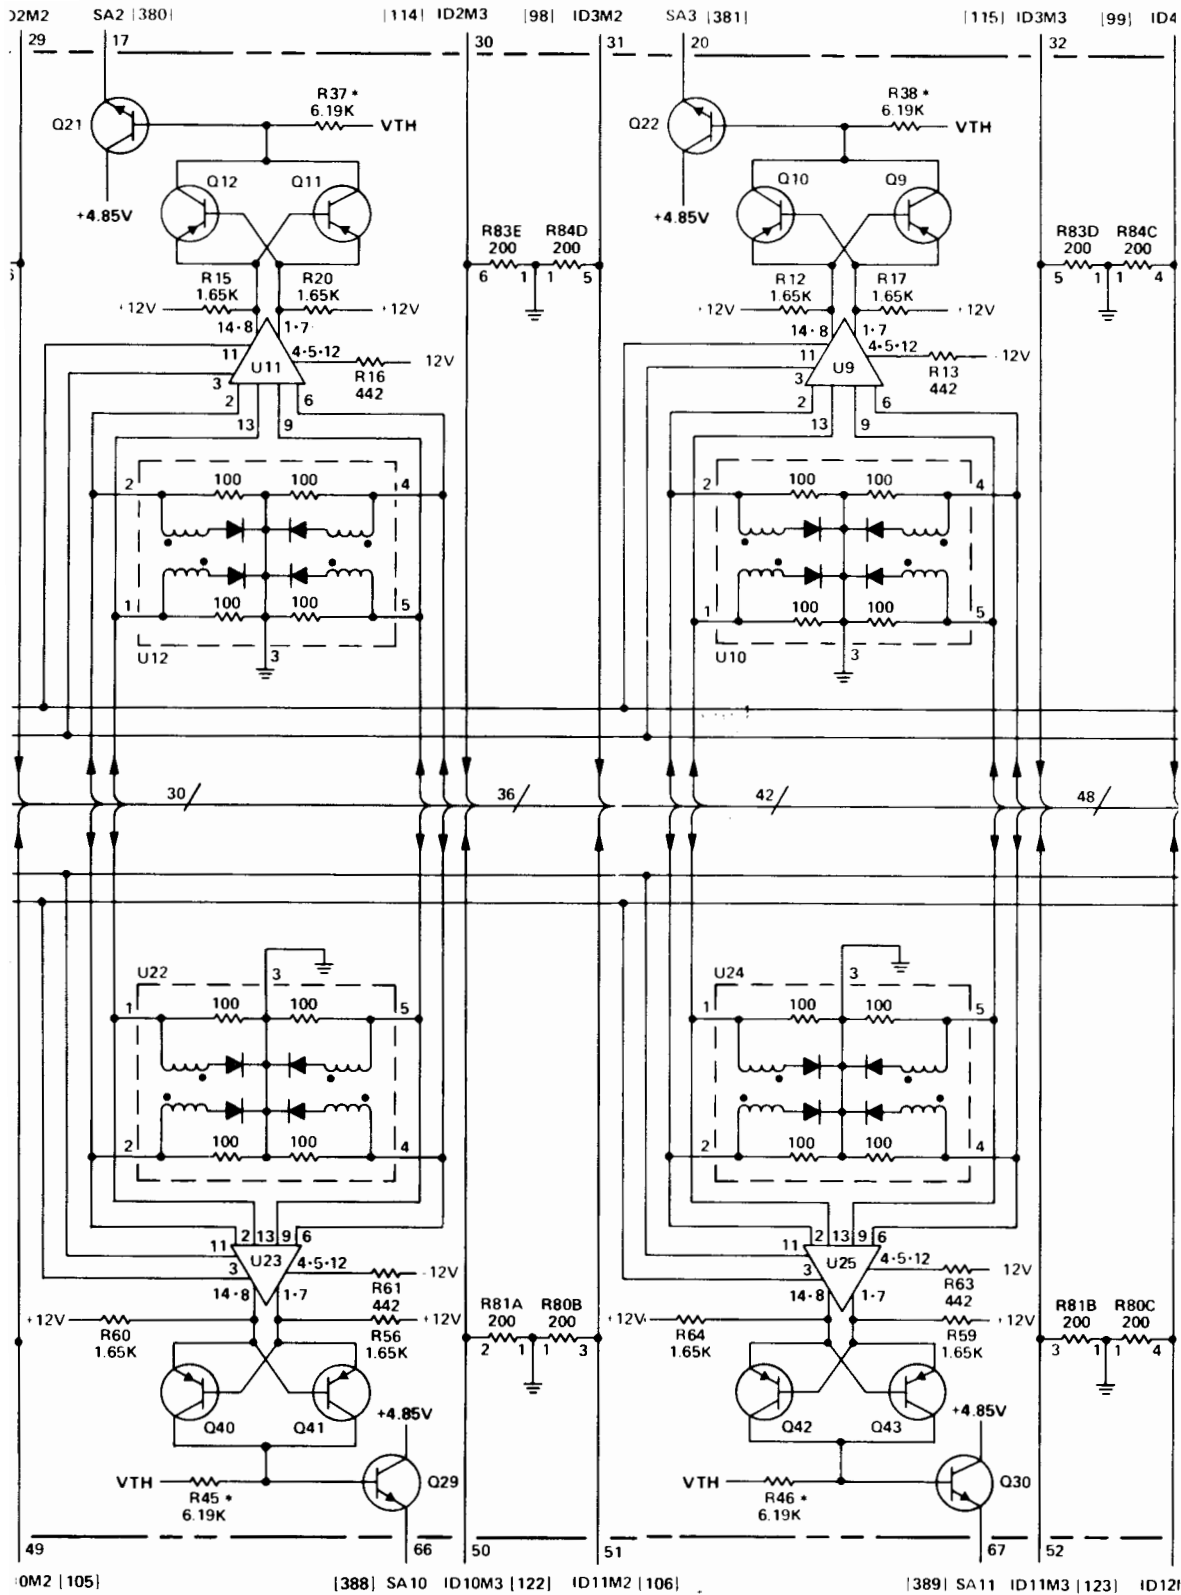 SA2 [380] [114] ID2M3 [98] ID3M2 SA3 [381] [115] ID3M3 [99]
29 17 30 31 20 32
R37 *
6.19K
VTH
Q21
R38 *
6.19K
VTH
Q22
Q12 Q11
Q10 Q9
+4.85V
+4.85V
R83E R84D
200 200
6 1 1 5
R83D R84C
200 200
5 1 1 4
R15 R20
1.65K 1.65K
+12V +12V
R12 R17
1.65K 1.65K
+12V +12V
14·8 1·7
11 4·5·12
U11
3
R16
442
12V
2 6
13 9
14·8 1·7
11 4·5·12
U9
3
R13
442
12V
2 6
13 9
2 100 100 4
1 100 100 5
U12 3
2 100 100 4
1 100 100 5
U10 3
30 36 42 48
U22 3
1 100 100 5
2 100 100 4
U24 3
1 100 100 5
2 100 100 4
2 13 9 6
11 U23 4·5·12
3
14·8 1·7
R61
442
12V
+12V +12V
R60 R56
1.65K 1.65K
2 13 9 6
11 U25 4·5·12
3
14·8 1·7
R63
442
12V
+12V +12V
R64 R59
1.65K 1.65K
R81A R80B
200 200
2 1 1 3
R81B R80C
200 200
3 1 1 4
Q40 Q41
+4.85V
Q42 Q43
+4.85V
VTH
R45 *
6.19K
Q29
VTH
R46 *
6.19K
Q30
49 66 50 51 67 52
0M2 [105] [388] SA10 ID10M3 [122] ID11M2 [106] [389] SA11 ID11M3 [123]